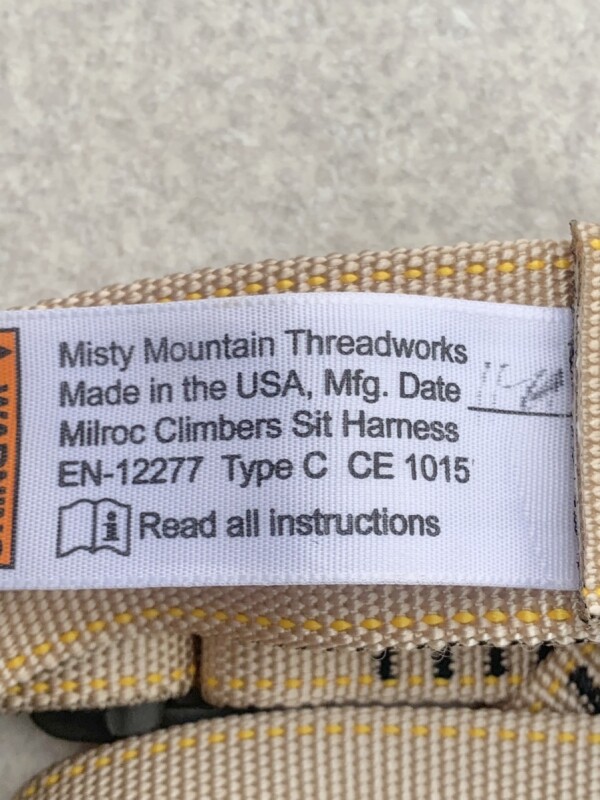 Misty Mountain Threadworks
Made in the USA, Mfg. Date
Milroc Climbers Sit Harness
EN-12277 Type C CE 1015
Read all instructions